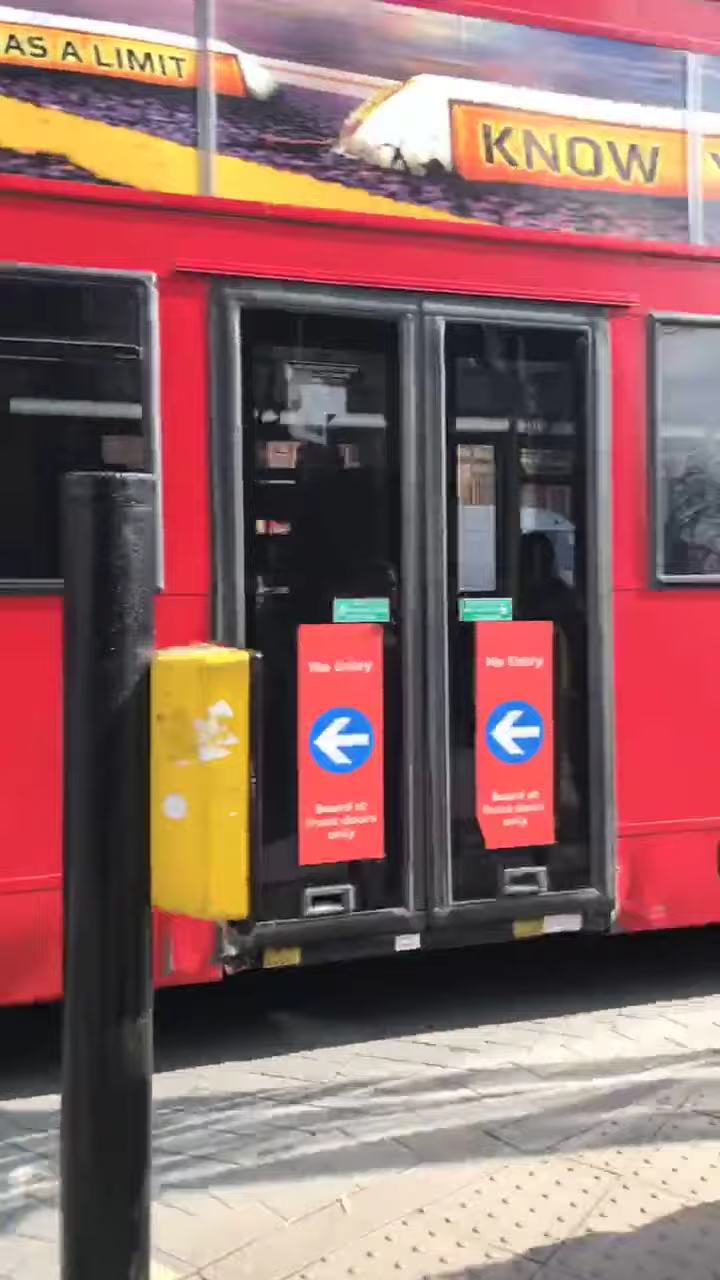 AS A LIMIT
KNOW
No Entry
Board at
front doors
only
No Entry
Board at
front doors
only